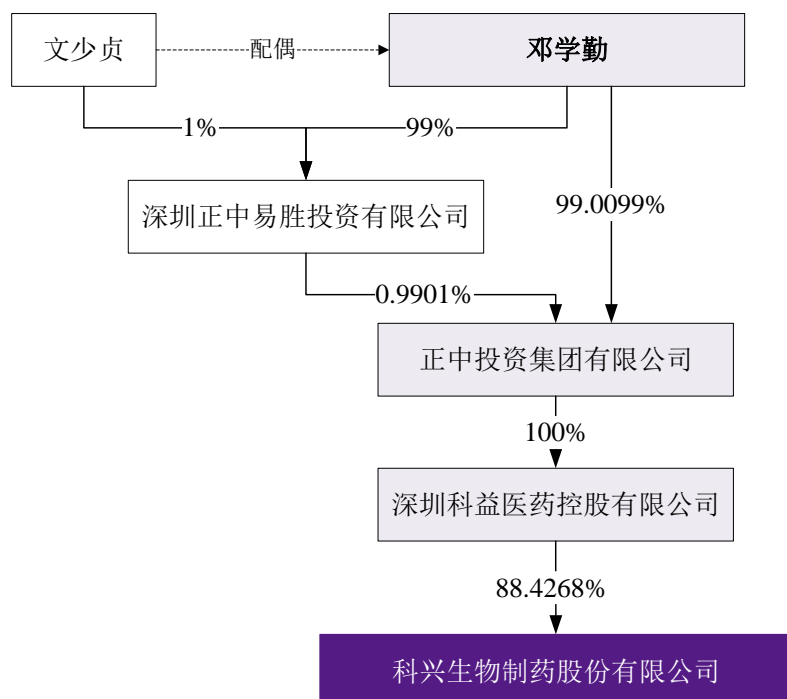 文少贞
配偶
邓学勤
1%
99%
深圳正中易胜投资有限公司
99.0099%
0.9901%
正中投资集团有限公司
100%
深圳科益医药控股有限公司
88.4268%
科兴生物制药股份有限公司